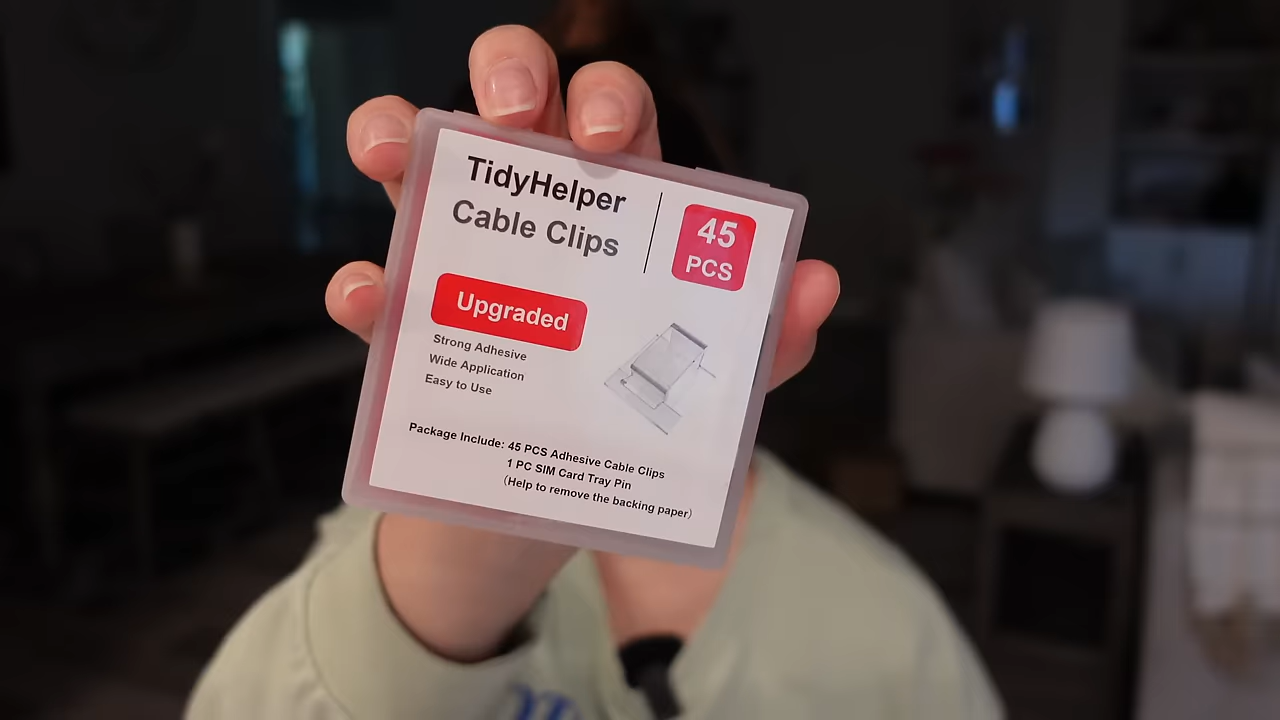 TidyHelper
Cable Clips
45
PCS
Upgraded
Strong Adhesive
Wide Application
Easy to Use
Package Include: 45 PCS Adhesive Cable Clips
1 PC SIM Card Tray Pin
(Help to remove the backing paper)